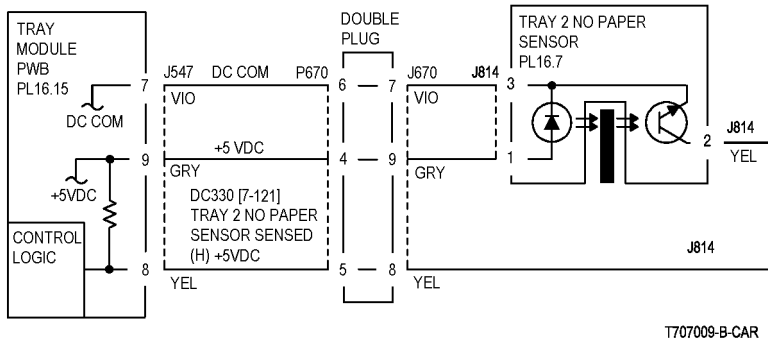 TRAY
MODULE
PWB
PL16.15
7
DC COM
9
+5VDC
CONTROL
LOGIC
8
J547 DC COM P670
VIO
+5 VDC
GRY
DC330 [7-121]
TRAY 2 NO PAPER
SENSOR SENSED
(H) +5VDC
YEL
DOUBLE
PLUG
6 7
4 9
5 8
J670 J814
VIO
GRY
YEL
TRAY 2 NO PAPER
SENSOR
PL16.7
3
1
2
J814
YEL
J814
T707009-B-CAR